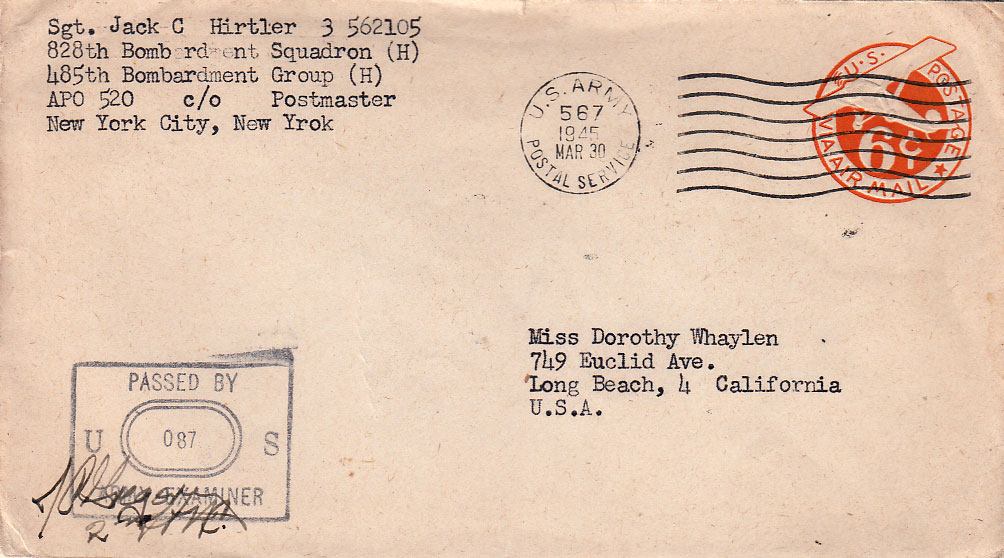 Sgt. Jack C Hirtler 3 562105
828th Bombardment Squadron (H)
485th Bombardment Group (H)
APO 520 c/o Postmaster
New York City, New Yrok
U.S. ARMY
567
1945
MAR 30
POSTAL SERVICE
U.S. POSTAGE
6¢
VIA AIR MAIL
Miss Dorothy Whaylen
749 Euclid Ave.
Long Beach, 4 California
U.S.A.
PASSED BY
U 087 S
ARMY EXAMINER